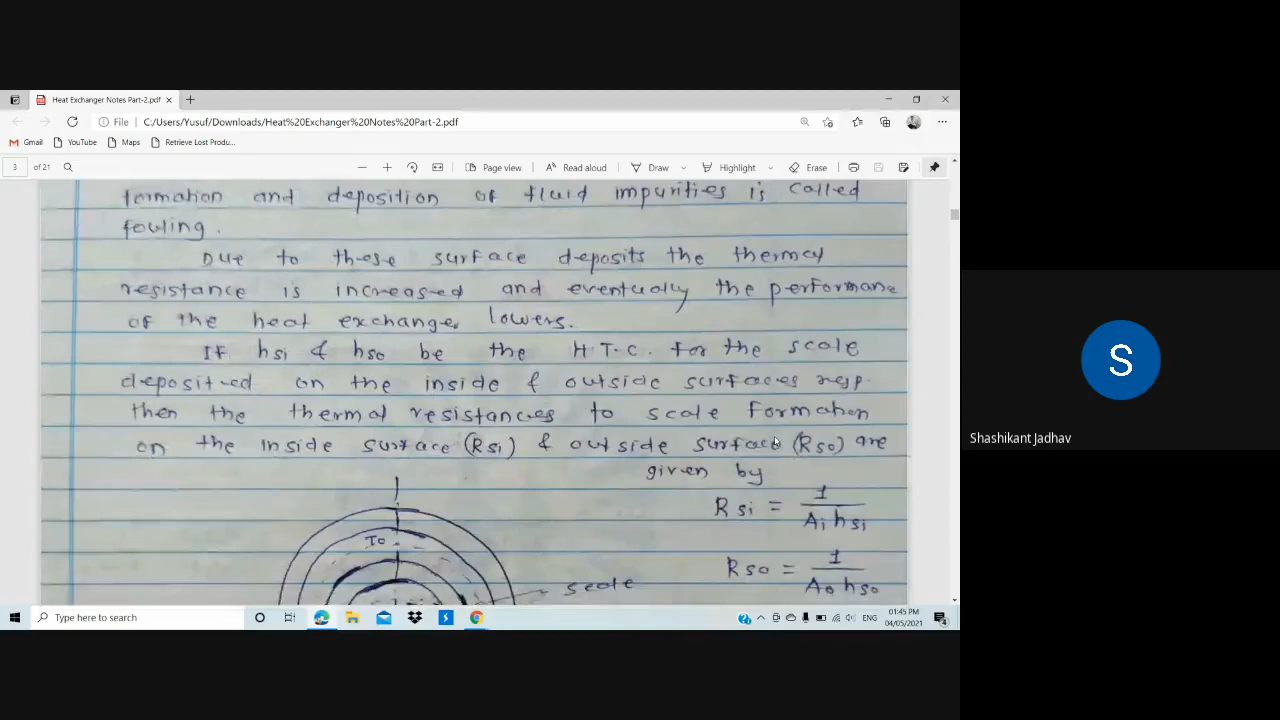 Heat Exchanger Notes Part-2.pdf
File
C:/Users/Yusuf/Downloads/Heat%20Exchanger%20Notes%20Part-2.pdf
Gmail YouTube Maps Retrieve Lost Produ...
3 of 21 Page view Read aloud Draw Highlight Erase
formation and deposition of fluid impurities is called
fouling.
Due to these surface deposits the thermal
resistance is increased and eventually the performane
of the heat exchanger lowers.
If hsi & hso be the H.T.C. for the scale
deposited on the inside & outside surfaces resp.
then the thermal resistances to scale formation
on the inside surface (Rsi) & outside surface (Rso) are
given by
Rsi = 1 / Ai hsi
To
Rso = 1 / Ao hso
scale
Type here to search
ENG
01:45 PM
04/05/2021
4
S
Shashikant Jadhav